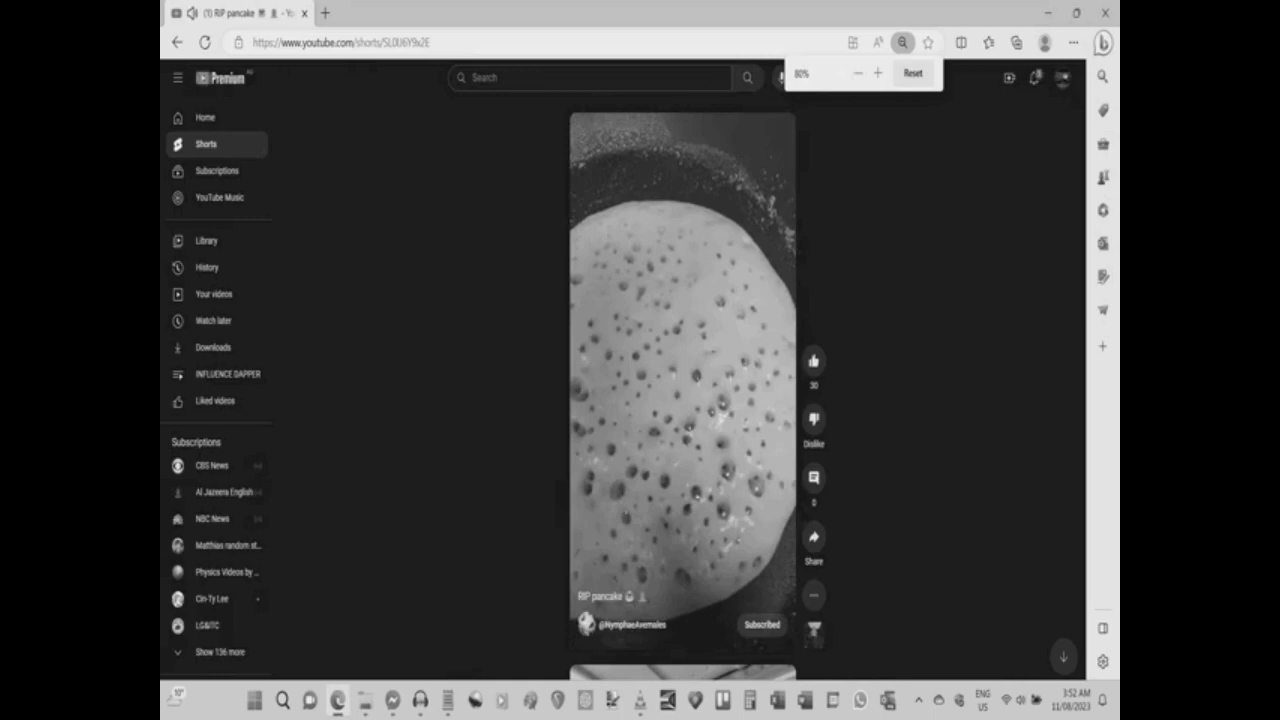 (1) RIP pancake
https://www.youtube.com/shorts/
80%
Reset
Premium
Search
Home
Shorts
Subscriptions
YouTube Music
Library
History
Your videos
Watch later
Downloads
INFLUENCE DAPPER
Liked videos
Subscriptions
CBS News
Al Jazeera English
NBC News
Matthias random st...
Physics Videos by ...
Cin-Ty Lee
Show 136 more
30
Dislike
0
Share
RIP pancake
@NymphaeAvernales
Subscribed
ENG
US
3:52 AM
11/08/2023